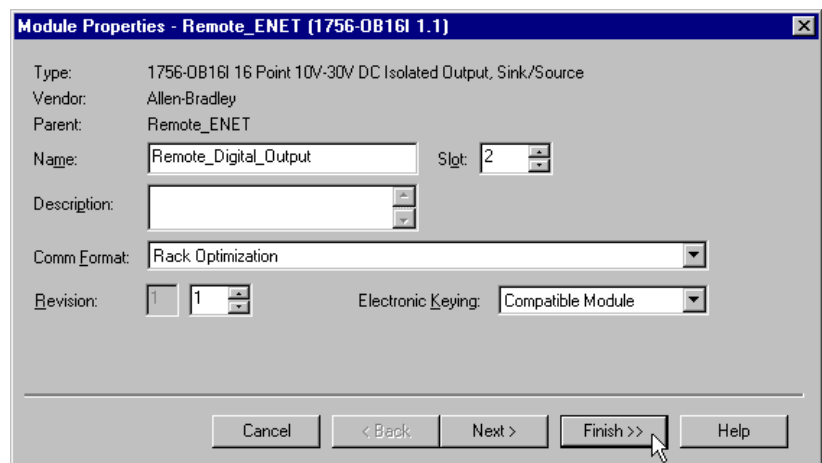 Module Properties - Remote_ENET (1756-OB16I 1.1)
Type: 1756-OB16I 16 Point 10V-30V DC Isolated Output, Sink/Source
Vendor: Allen-Bradley
Parent: Remote_ENET
Name: Remote_Digital_Output Slot: 2
Description:
Comm Format: Rack Optimization
Revision: 1 1 Electronic Keying: Compatible Module
Cancel < Back Next > Finish >> Help